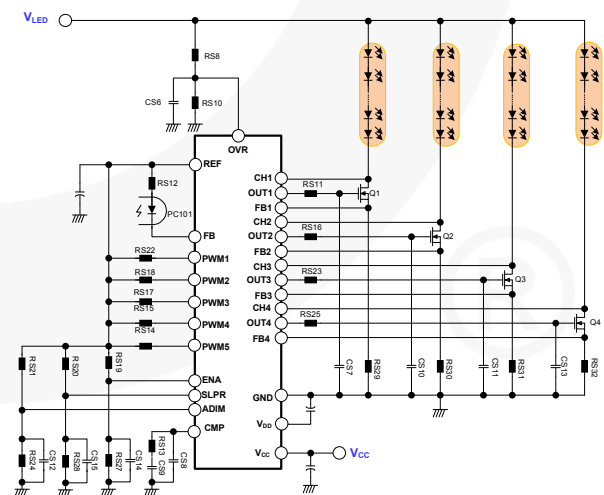 VLED
RS8
CS6
RS10
OVR
REF
RS12
PC101
FB
RS22
PWM1
RS18
PWM2
RS17
PWM3
RS15
PWM4
RS14
PWM5
RS21
RS20
RS19
ENA
SLPR
ADIM
CMP
RS24
CS12
RS28
CS15
RS27
CS14
RS13
CS9
CS8
CH1
RS11
OUT1
Q1
FB1
CH2
RS16
OUT2
Q2
FB2
CH3
RS23
OUT3
Q3
FB3
CH4
RS25
OUT4
Q4
FB4
CS7
RS29
CS10
RS30
CS11
RS31
CS13
RS32
GND
VDD
VCC
VCC
R